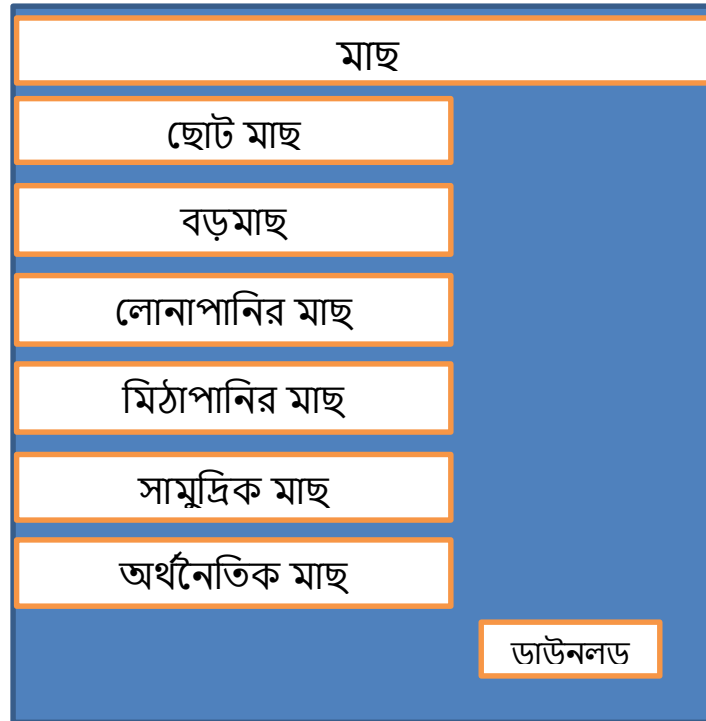 মাছ
ছোট মাছ
বড়মাছ
লোনাপানির মাছ
মিঠাপানির মাছ
সামুদ্রিক মাছ
অর্থনৈতিক মাছ
ডাউনলড